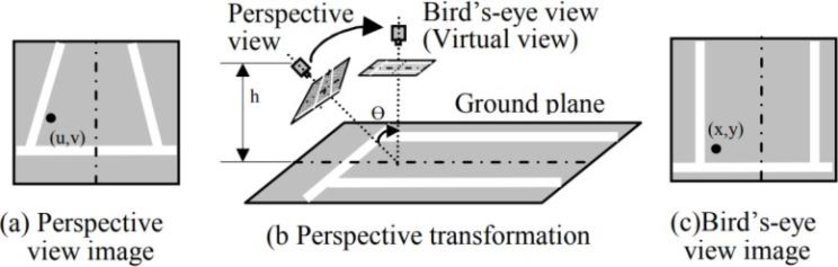 Perspective
view
Bird's-eye view
(Virtual view)
h
Θ
Ground plane
(u,v)
(x,y)
(a) Perspective
view image
(b Perspective transformation
(c)Bird's-eye
view image